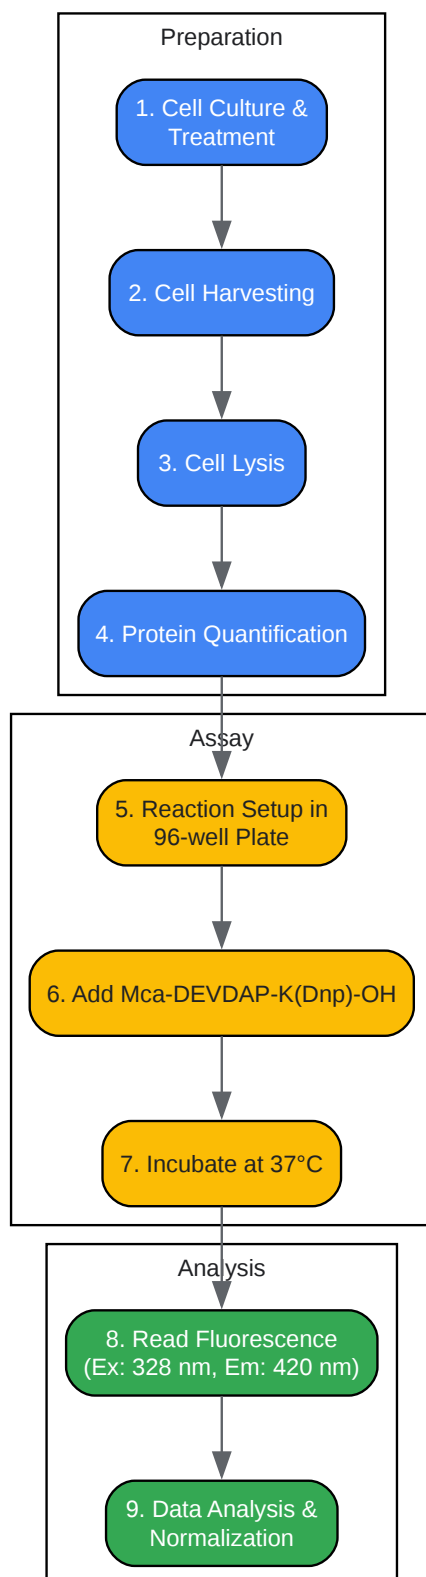 Preparation
1. Cell Culture &
Treatment
2. Cell Harvesting
3. Cell Lysis
4. Protein Quantification
Assay
5. Reaction Setup in
96-well Plate
6. Add Mca-DEVDAP-K(Dnp)-OH
7. Incubate at 37°C
Analysis
8. Read Fluorescence
(Ex: 328 nm, Em: 420 nm)
9. Data Analysis &
Normalization